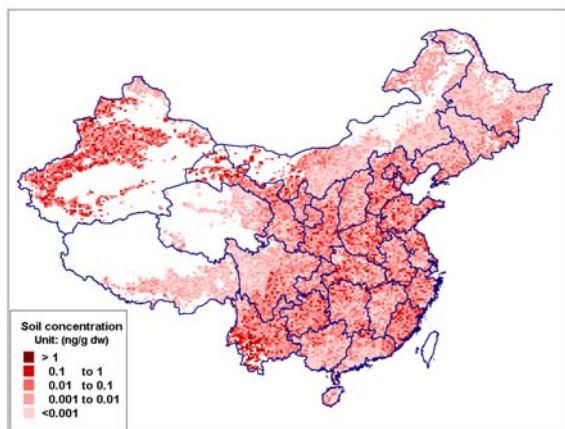 Soil concentration
Unit: (ng/g dw)
> 1
0.1 to 1
0.01 to 0.1
0.001 to 0.01
<0.001